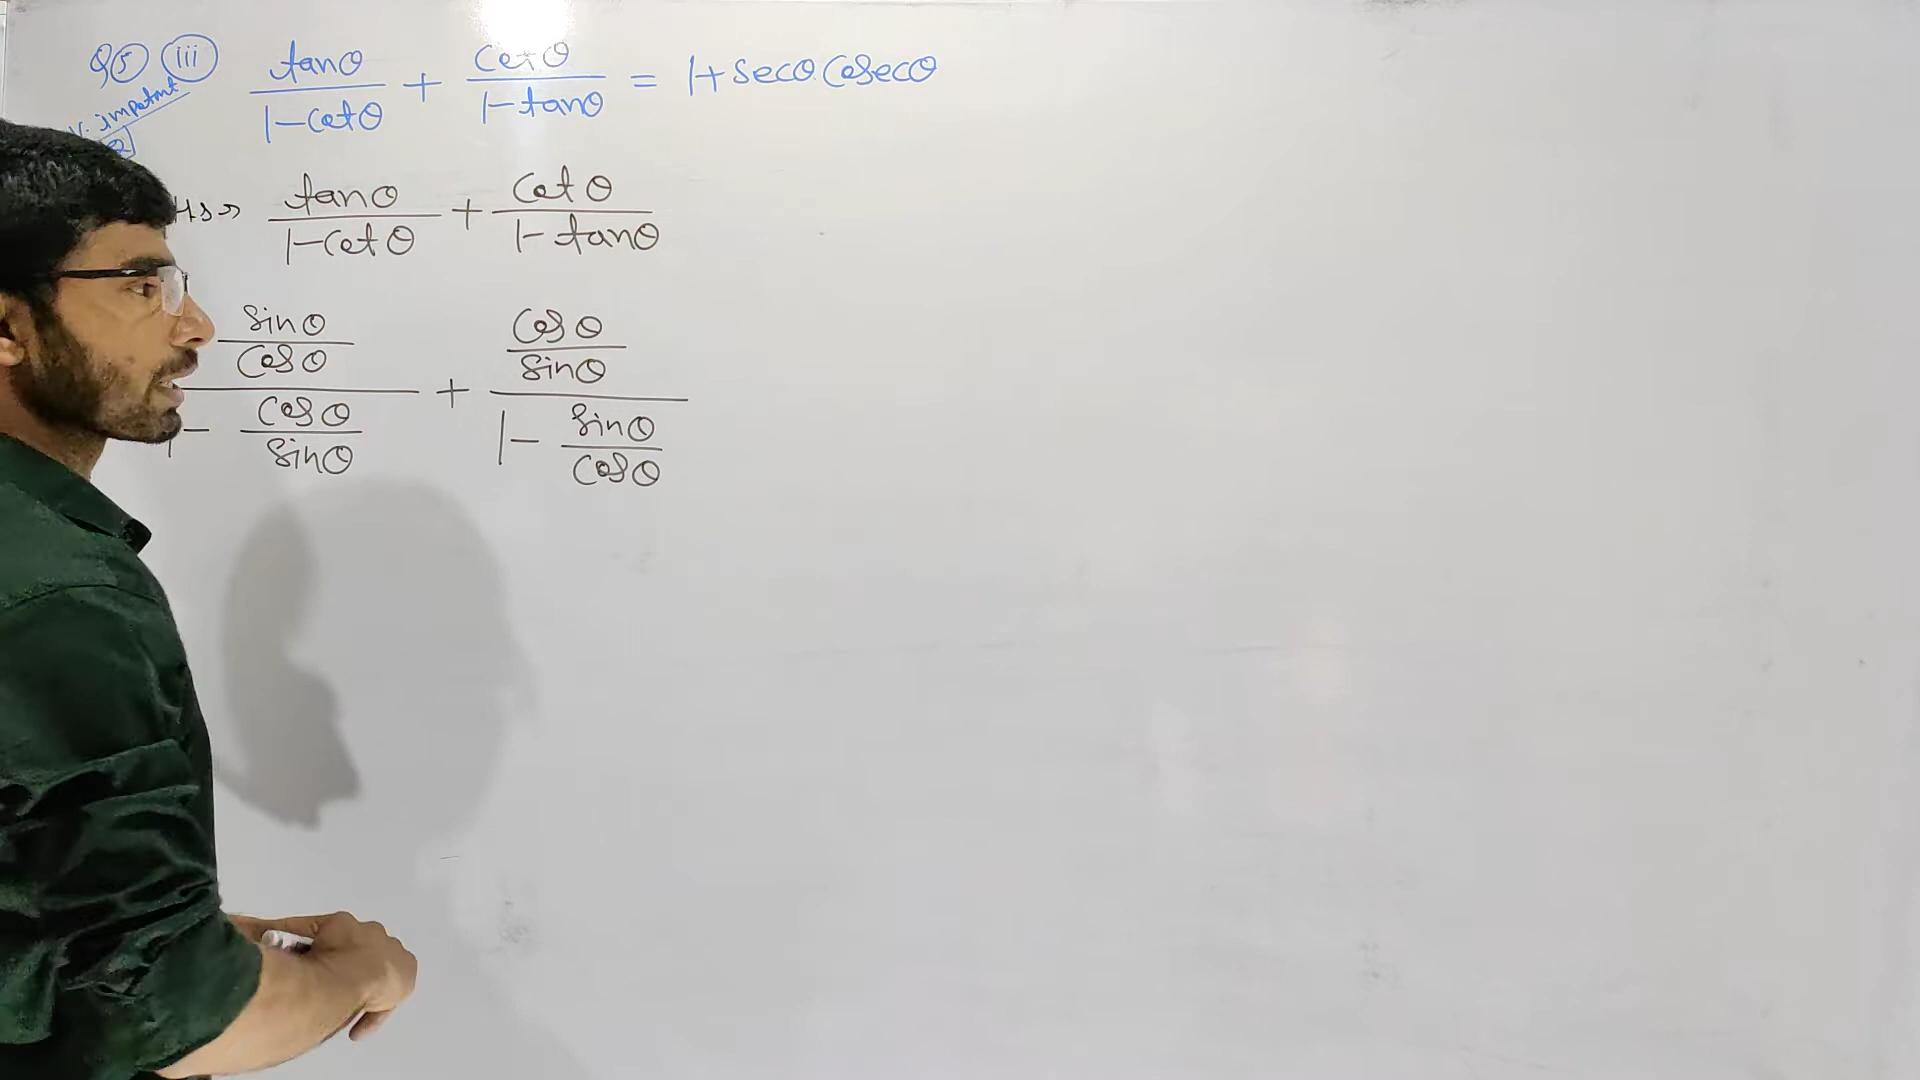 Q5 (iii) tanθ/(1-cotθ) + cotθ/(1-tanθ) = 1+secθ.cosecθ
V. impotant
HS⇒ tanθ/(1-cotθ) + cotθ/(1-tanθ)
(sinθ/cosθ)/(1-cosθ/sinθ) + (cosθ/sinθ)/(1-sinθ/cosθ)